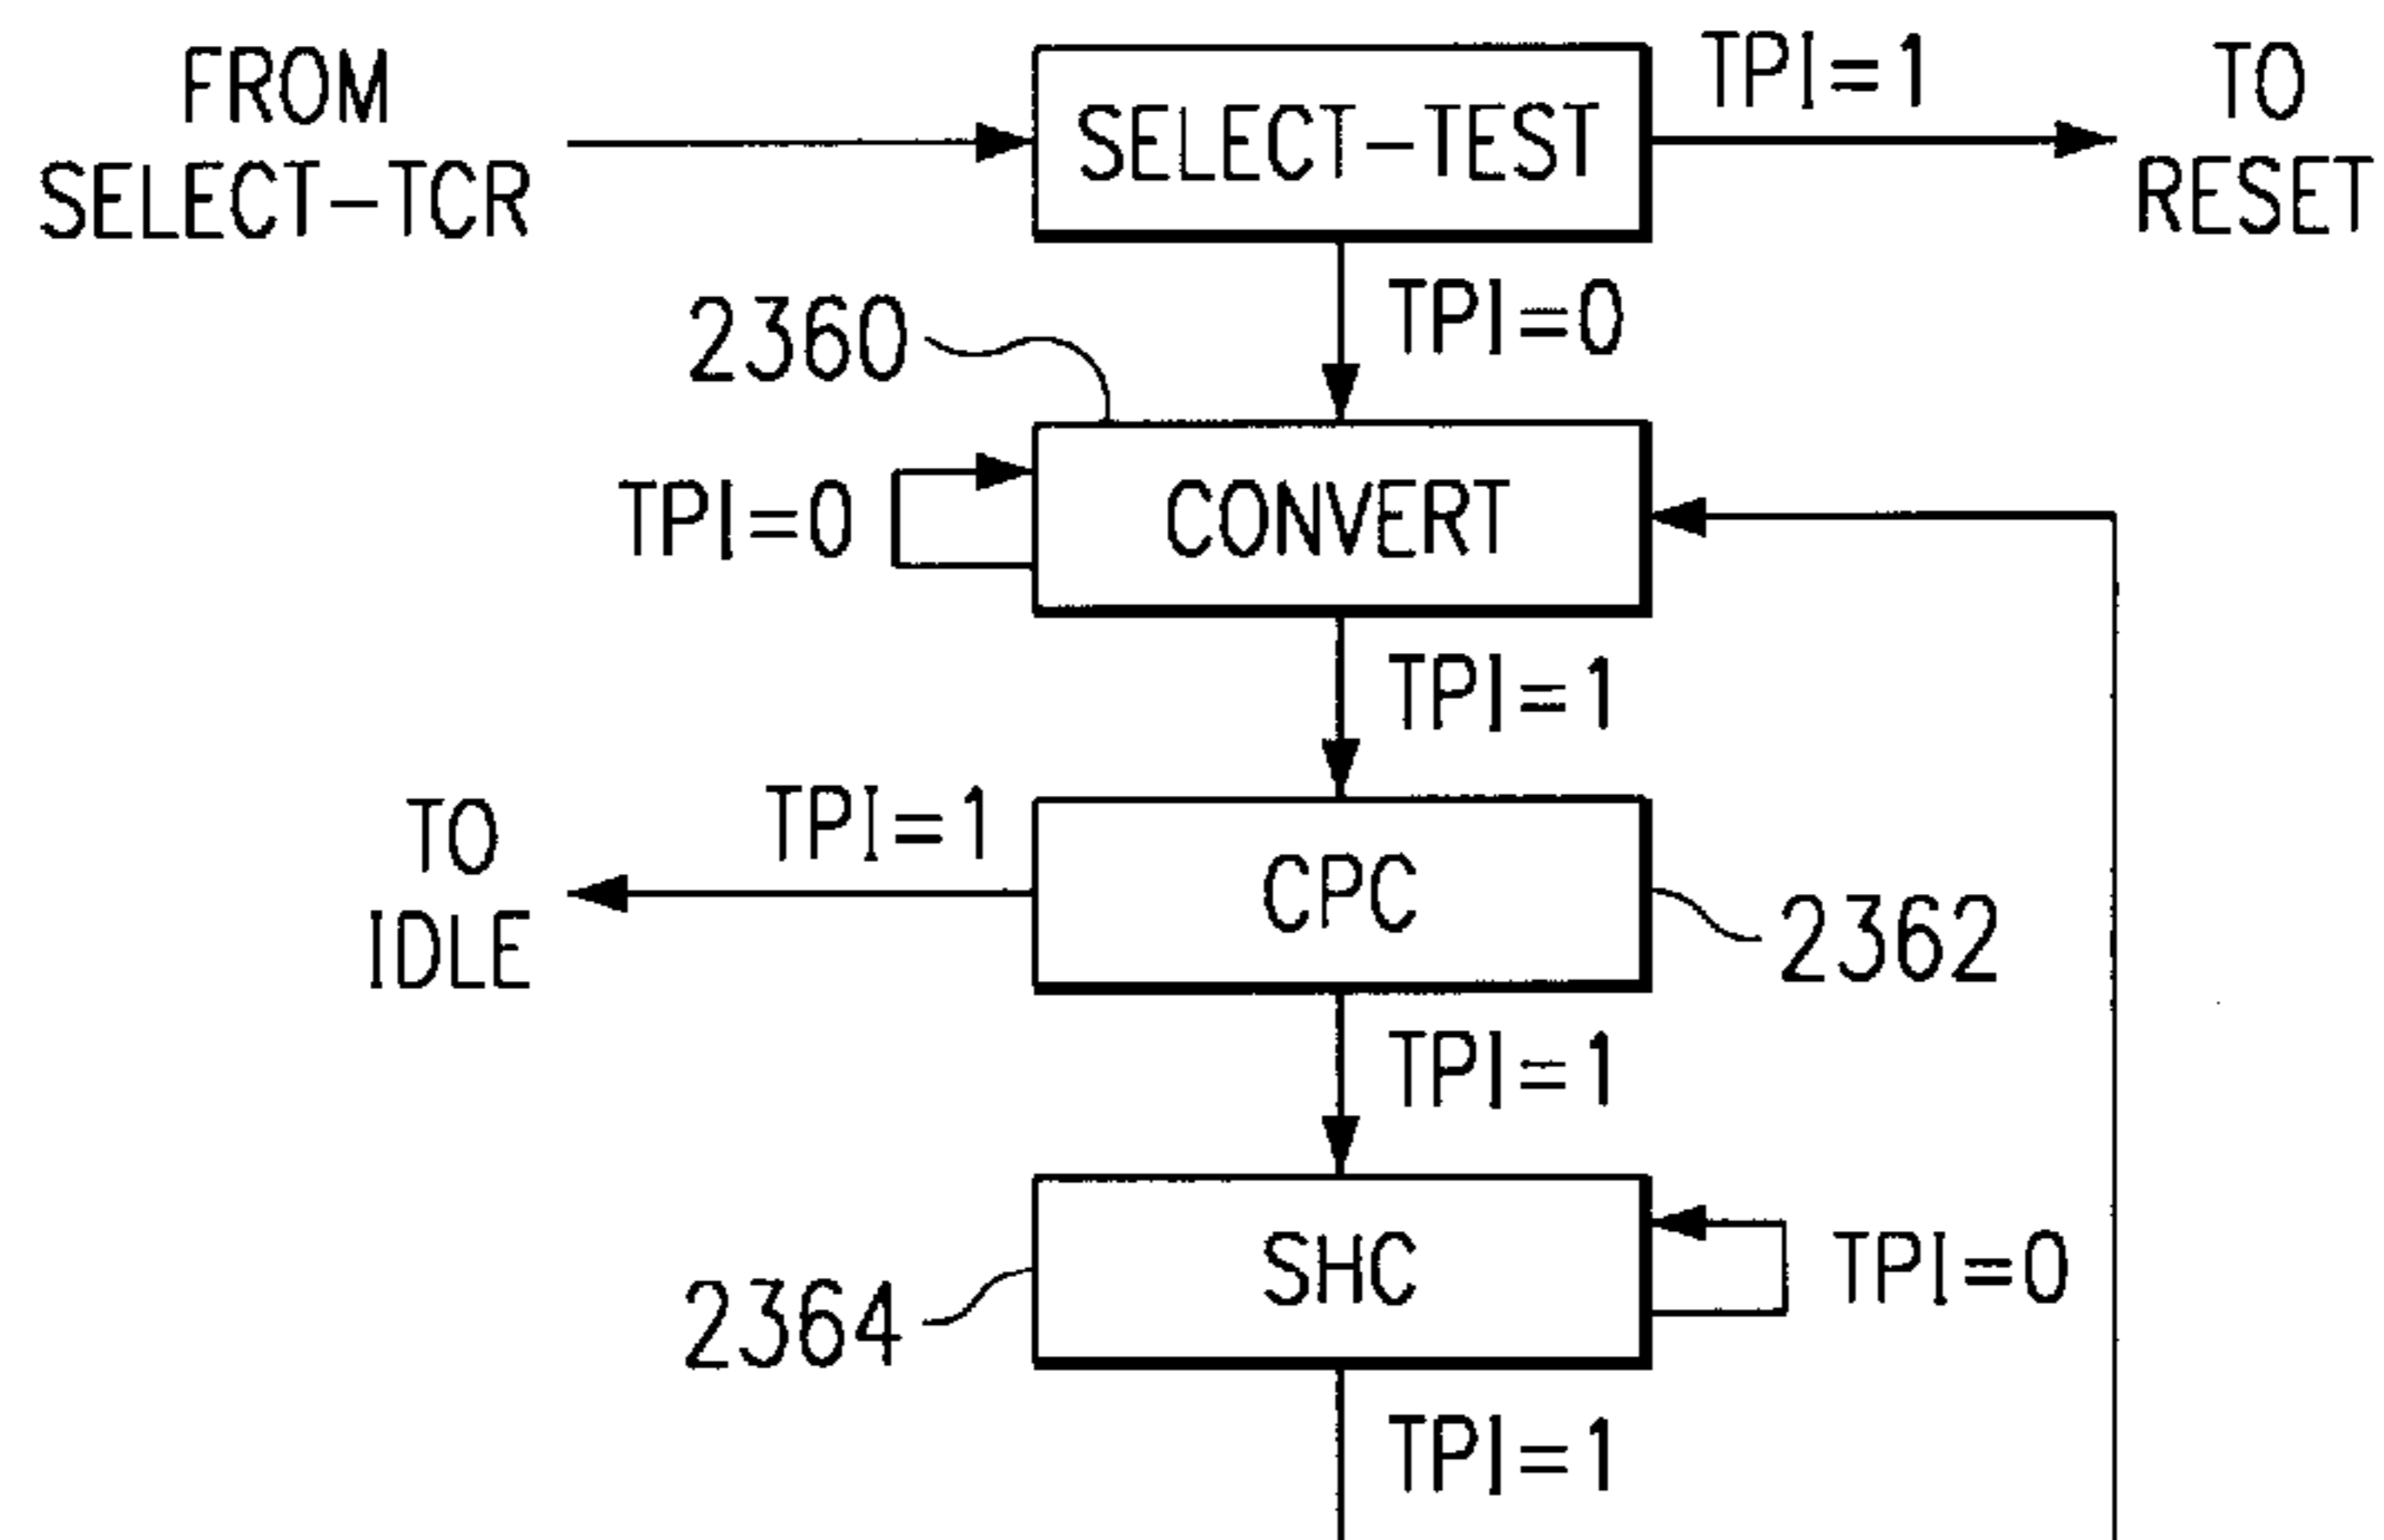 FROM
SELECT-TCR
SELECT-TEST
TPI=1
TO
RESET
TPI=0
2360
TPI=0
CONVERT
TPI=1
TO
IDLE
TPI=1
CPC
2362
TPI=1
2364
SHC
TPI=0
TPI=1